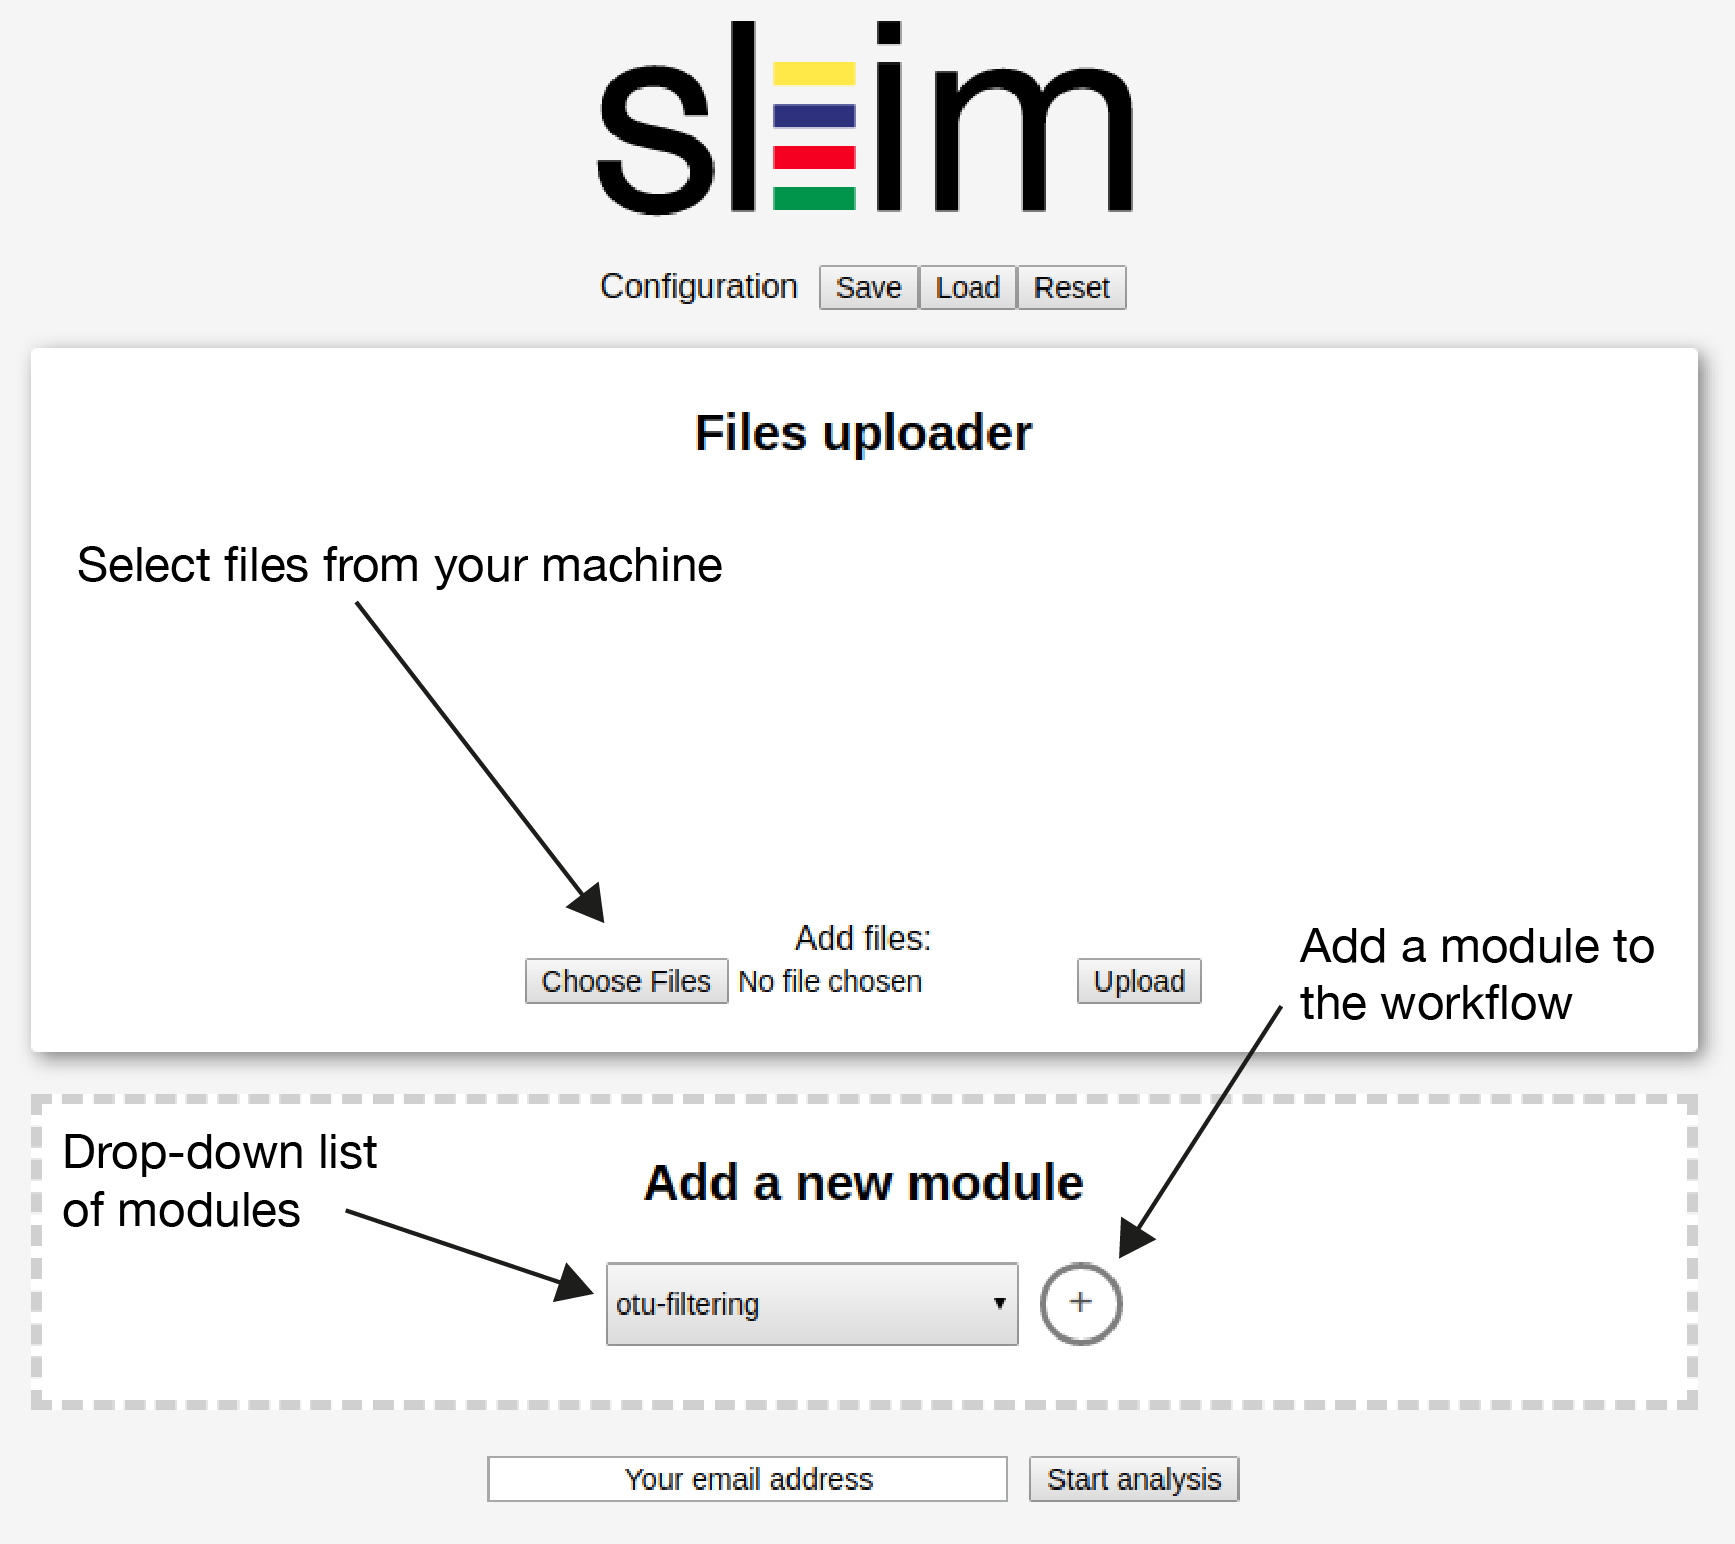 slim
Configuration Save Load Reset
Files uploader
Select files from your machine
Add files:
Choose Files No file chosen Upload
Add a module to
the workflow
Drop-down list
of modules
Add a new module
otu-filtering
+
Your email address Start analysis